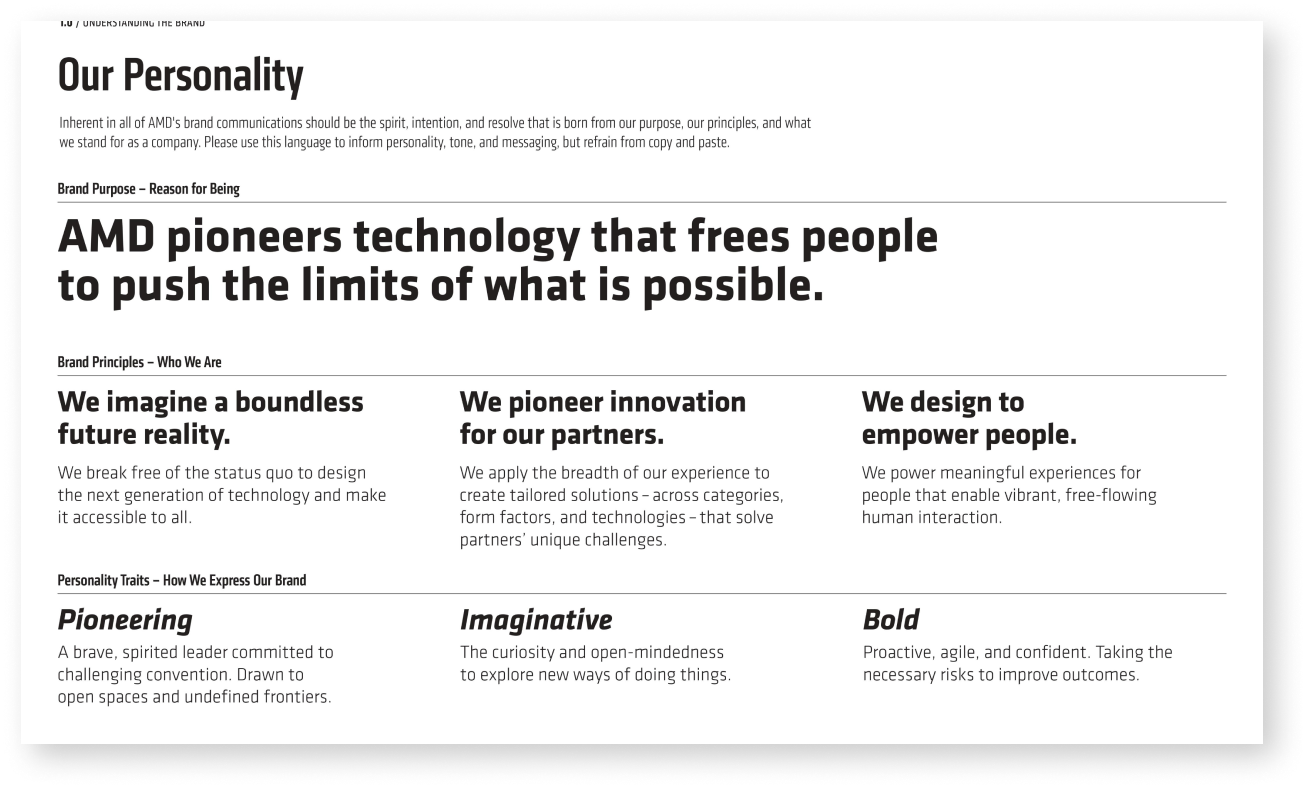 1.0 / UNDERSTANDING THE BRAND
Our Personality
Inherent in all of AMD's brand communications should be the spirit, intention, and resolve that is born from our purpose, our principles, and what
we stand for as a company. Please use this language to inform personality, tone, and messaging, but refrain from copy and paste.
Brand Purpose – Reason for Being
AMD pioneers technology that frees people
to push the limits of what is possible.
Brand Principles – Who We Are
We imagine a boundless
future reality.
We break free of the status quo to design
the next generation of technology and make
it accessible to all.
We pioneer innovation
for our partners.
We apply the breadth of our experience to
create tailored solutions – across categories,
form factors, and technologies – that solve
partners’ unique challenges.
We design to
empower people.
We power meaningful experiences for
people that enable vibrant, free-flowing
human interaction.
Personality Traits – How We Express Our Brand
Pioneering
A brave, spirited leader committed to
challenging convention. Drawn to
open spaces and undefined frontiers.
Imaginative
The curiosity and open-mindedness
to explore new ways of doing things.
Bold
Proactive, agile, and confident. Taking the
necessary risks to improve outcomes.